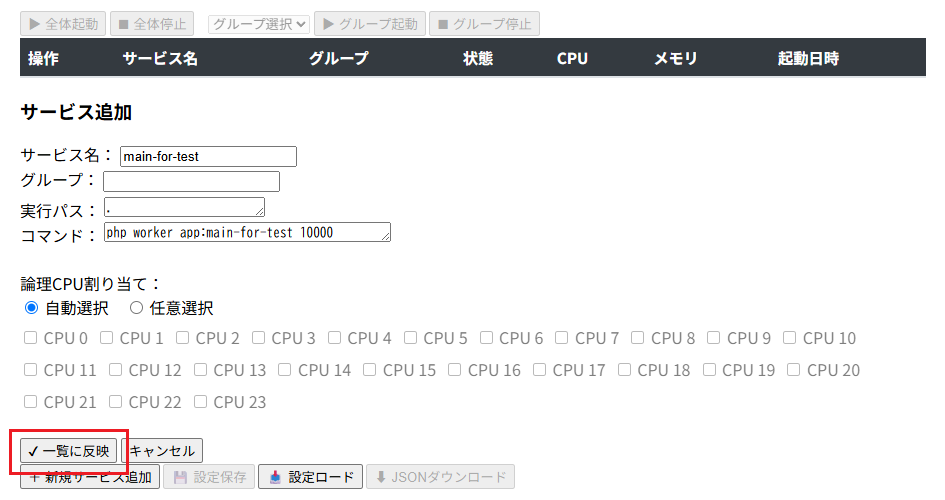 ▶ 全体起動 ■ 全体停止 グループ選択 ▶ グループ起動 ■ グループ停止
操作 サービス名 グループ 状態 CPU メモリ 起動日時
サービス追加
サービス名： main-for-test
グループ：
実行パス： .
コマンド： php worker app:main-for-test 10000
論理CPU割り当て：
自動選択 任意選択
CPU 0 CPU 1 CPU 2 CPU 3 CPU 4 CPU 5 CPU 6 CPU 7 CPU 8 CPU 9 CPU 10
CPU 11 CPU 12 CPU 13 CPU 14 CPU 15 CPU 16 CPU 17 CPU 18 CPU 19 CPU 20
CPU 21 CPU 22 CPU 23
✓ 一覧に反映 キャンセル
＋ 新規サービス追加 💾 設定保存 📥 設定ロード ⬇ JSONダウンロード